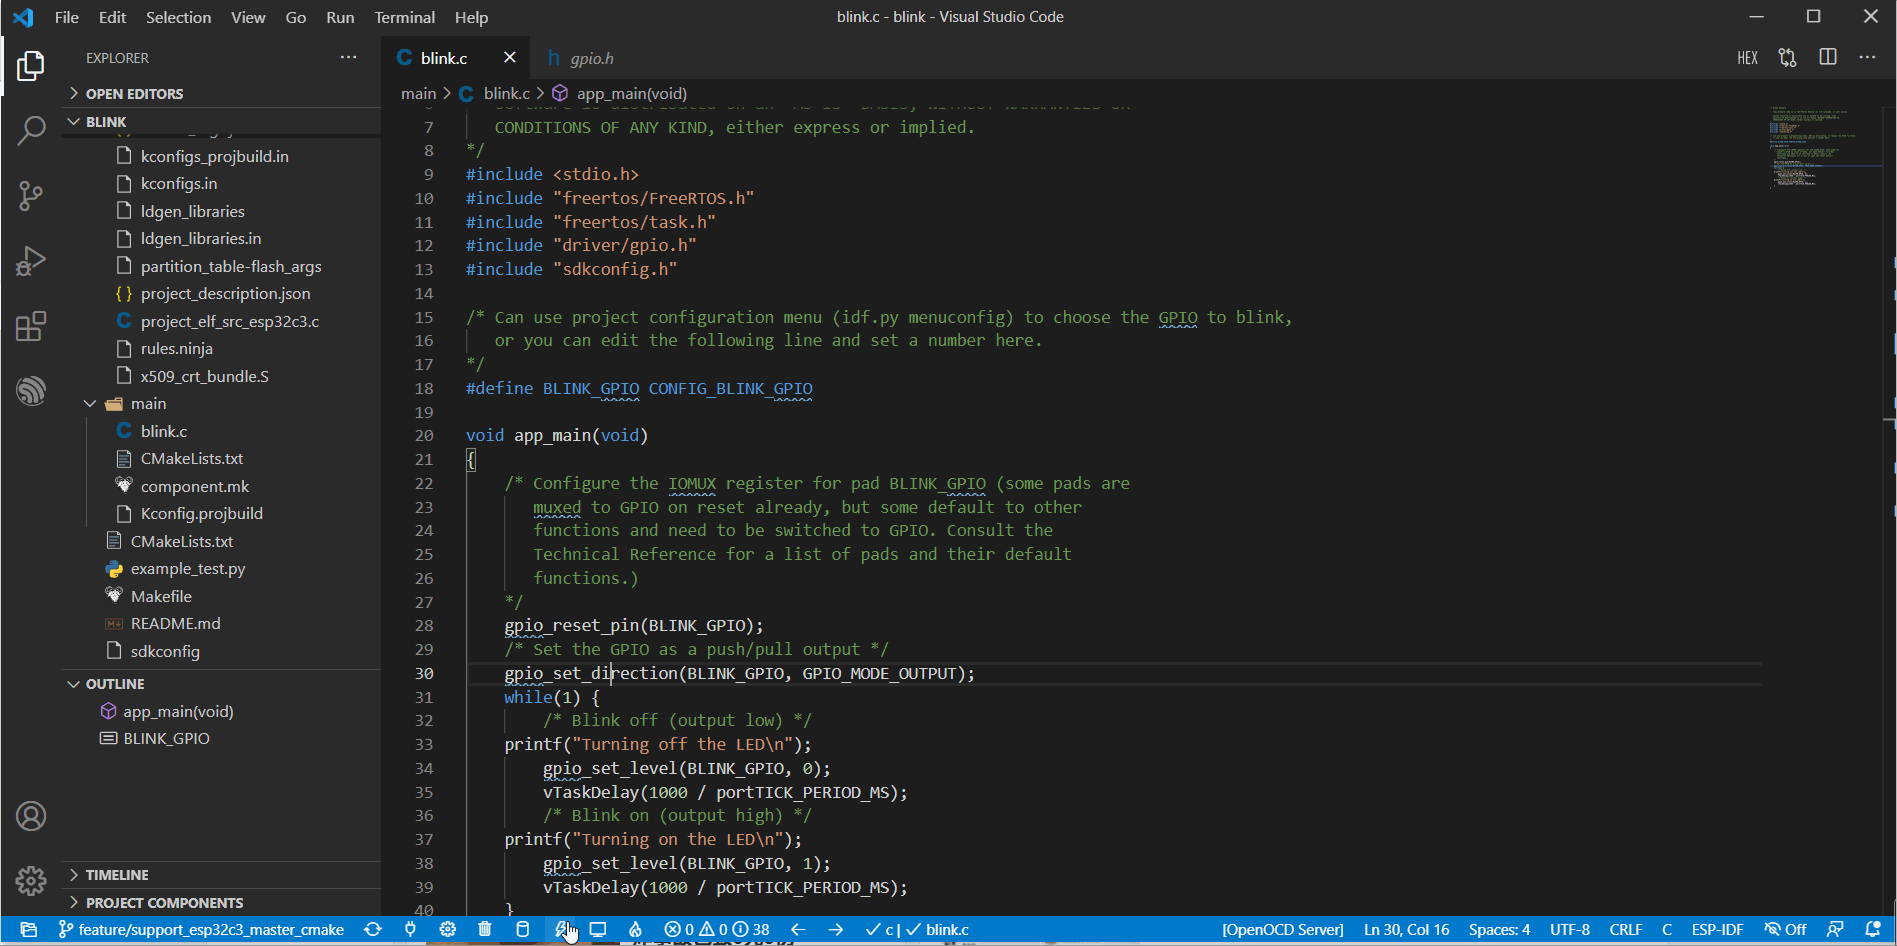 File Edit Selection View Go Run Terminal Help
blink.c - blink - Visual Studio Code
EXPLORER
OPEN EDITORS
BLINK
kconfigs_projbuild.in
kconfigs.in
ldgen_libraries
ldgen_libraries.in
partition_table-flash_args
{} project_description.json
C project_elf_src_esp32c3.c
rules.ninja
x509_crt_bundle.S
main
C blink.c
CMakeLists.txt
component.mk
Kconfig.projbuild
CMakeLists.txt
example_test.py
Makefile
README.md
sdkconfig
OUTLINE
app_main(void)
BLINK_GPIO
TIMELINE
PROJECT COMPONENTS
C blink.c
h gpio.h
HEX
main > C blink.c > app_main(void)
7 CONDITIONS OF ANY KIND, either express or implied.
8 */
9 #include <stdio.h>
10 #include "freertos/FreeRTOS.h"
11 #include "freertos/task.h"
12 #include "driver/gpio.h"
13 #include "sdkconfig.h"
14
15 /* Can use project configuration menu (idf.py menuconfig) to choose the GPIO to blink,
16 or you can edit the following line and set a number here.
17 */
18 #define BLINK_GPIO CONFIG_BLINK_GPIO
19
20 void app_main(void)
21 {
22 /* Configure the IOMUX register for pad BLINK_GPIO (some pads are
23 muxed to GPIO on reset already, but some default to other
24 functions and need to be switched to GPIO. Consult the
25 Technical Reference for a list of pads and their default
26 functions.)
27 */
28 gpio_reset_pin(BLINK_GPIO);
29 /* Set the GPIO as a push/pull output */
30 gpio_set_direction(BLINK_GPIO, GPIO_MODE_OUTPUT);
31 while(1) {
32 /* Blink off (output low) */
33 printf("Turning off the LED\n");
34 gpio_set_level(BLINK_GPIO, 0);
35 vTaskDelay(1000 / portTICK_PERIOD_MS);
36 /* Blink on (output high) */
37 printf("Turning on the LED\n");
38 gpio_set_level(BLINK_GPIO, 1);
39 vTaskDelay(1000 / portTICK_PERIOD_MS);
40 }
feature/support_esp32c3_master_cmake 0 0 38 c | blink.c [OpenOCD Server] Ln 30, Col 16 Spaces: 4 UTF-8 CRLF C ESP-IDF Off